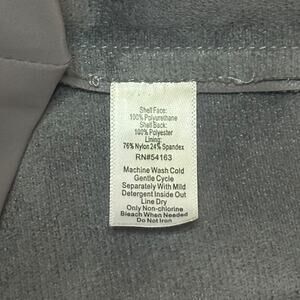 Shell Face:
100% Polyurethane
Shell Back:
100% Polyester
Lining:
76% Nylon 24% Spandex
RN#54163
Machine Wash Cold
Gentle Cycle
Separately With Mild
Detergent Inside Out
Line Dry
Only Non-chlorine
Bleach When Needed
Do Not Iron